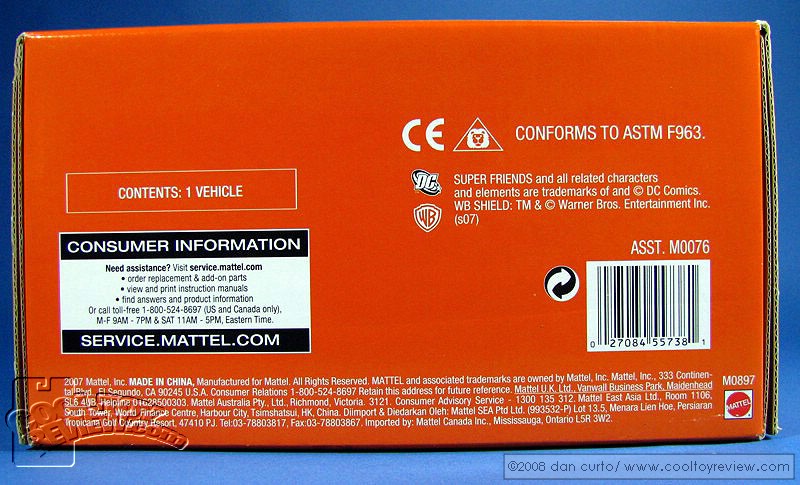 CE
CONFORMS TO ASTM F963.
CONTENTS: 1 VEHICLE
DC
SUPER FRIENDS and all related characters
and elements are trademarks of and © DC Comics.
WB SHIELD: TM & © Warner Bros. Entertainment Inc.
(s07)
WB
CONSUMER INFORMATION
Need assistance? Visit service.mattel.com
• order replacement & add-on parts
• view and print instruction manuals
• find answers and product information
Or call toll-free 1-800-524-8697 (US and Canada only),
M-F 9AM - 7PM & SAT 11AM - 5PM, Eastern Time.
SERVICE.MATTEL.COM
ASST. M0076
0 27084 55738 1
2007 Mattel, Inc. MADE IN CHINA, Manufactured for Mattel. All Rights Reserved. MATTEL and associated trademarks are owned by Mattel, Inc. Mattel, Inc., 333 Continen-
tal Blvd., El Segundo, CA 90245 U.S.A. Consumer Relations 1-800-524-8697 Retain this address for future reference. Mattel U.K. Ltd., Vanwall Business Park, Maidenhead
SL6 4UB. Helpline 01628500303. Mattel Australia Pty., Ltd., Richmond, Victoria. 3121. Consumer Advisory Service - 1300 135 312. Mattel East Asia Ltd., Room 1106,
South Tower, World Finance Centre, Harbour City, Tsimshatsui, HK, China. Diimport & Diedarkan Oleh: Mattel SEA Ptd Ltd. (993532-P) Lot 13.5, Menara Lien Hoe, Persiaran
Tropicana Golf Country Resort, 47410 PJ. Tel:03-78803817, Fax:03-78803867. Imported by: Mattel Canada Inc., Mississauga, Ontario L5R 3W2.
M0897
MATTEL
©2008 dan curto/ www.cooltoyreview.com